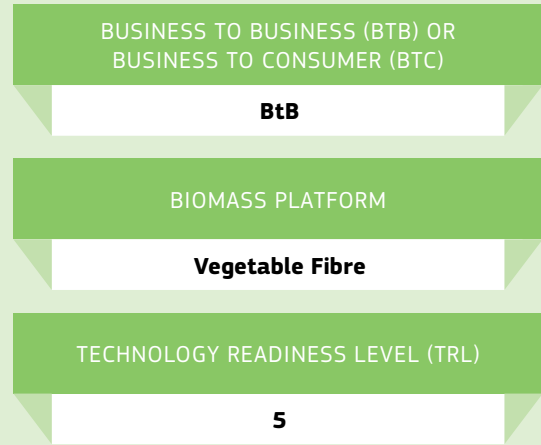 BUSINESS TO BUSINESS (BTB) OR
BUSINESS TO CONSUMER (BTC)
BtB
BIOMASS PLATFORM
Vegetable Fibre
TECHNOLOGY READINESS LEVEL (TRL)
5